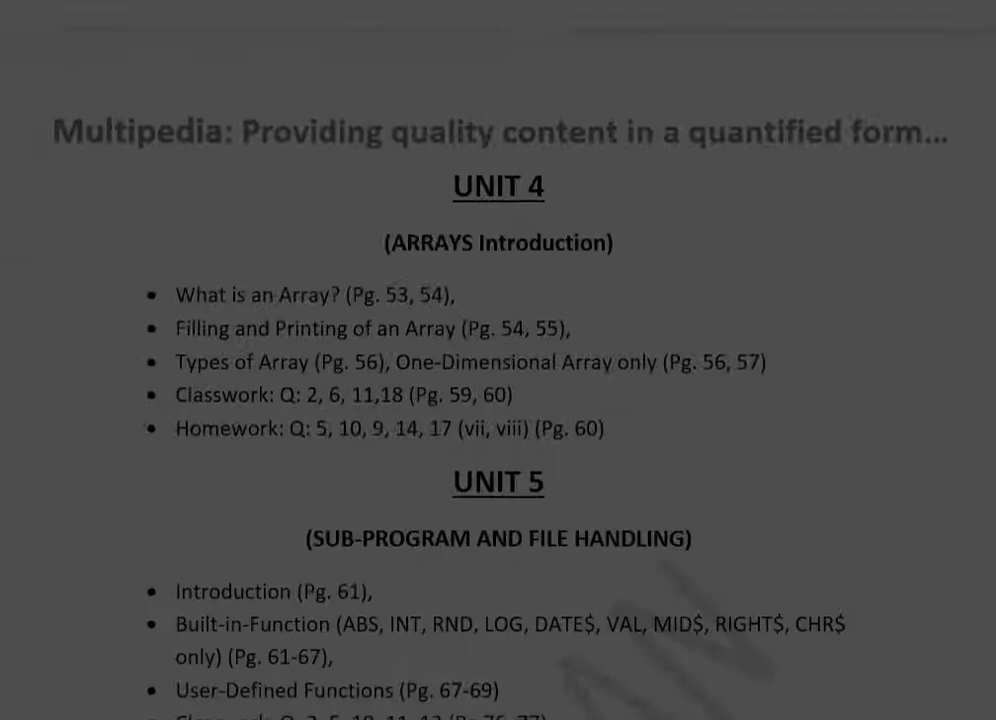 Multipedia: Providing quality content in a quantified form...
UNIT 4
(ARRAYS Introduction)
• What is an Array? (Pg. 53, 54),
• Filling and Printing of an Array (Pg. 54, 55),
• Types of Array (Pg. 56), One-Dimensional Array only (Pg. 56, 57)
• Classwork: Q: 2, 6, 11,18 (Pg. 59, 60)
• Homework: Q: 5, 10, 9, 14, 17 (vii, viii) (Pg. 60)
UNIT 5
(SUB-PROGRAM AND FILE HANDLING)
• Introduction (Pg. 61),
• Built-in-Function (ABS, INT, RND, LOG, DATE$, VAL, MID$, RIGHT$, CHR$
only) (Pg. 61-67),
• User-Defined Functions (Pg. 67-69)